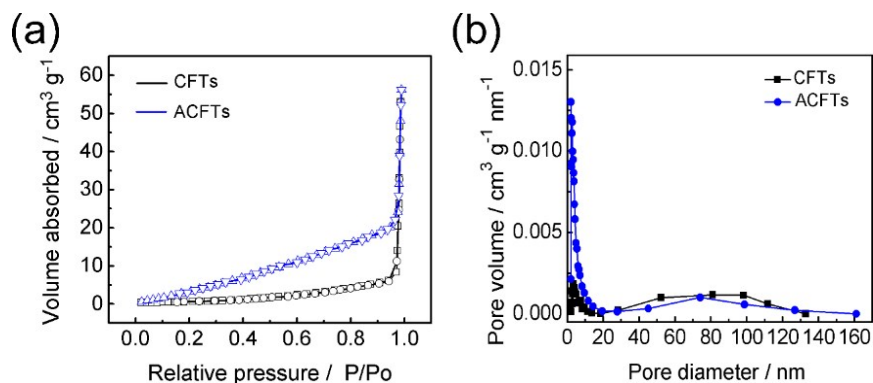 (a)
Volume absorbed / cm³ g⁻¹
60
50
40
30
20
10
0
CFTs
ACFTs
0.0 0.2 0.4 0.6 0.8 1.0
Relative pressure / P/Po
(b)
Pore volume / cm³ g⁻¹ nm⁻¹
0.015
0.010
0.005
0.000
CFTs
ACFTs
0 20 40 60 80 100 120 140 160
Pore diameter / nm